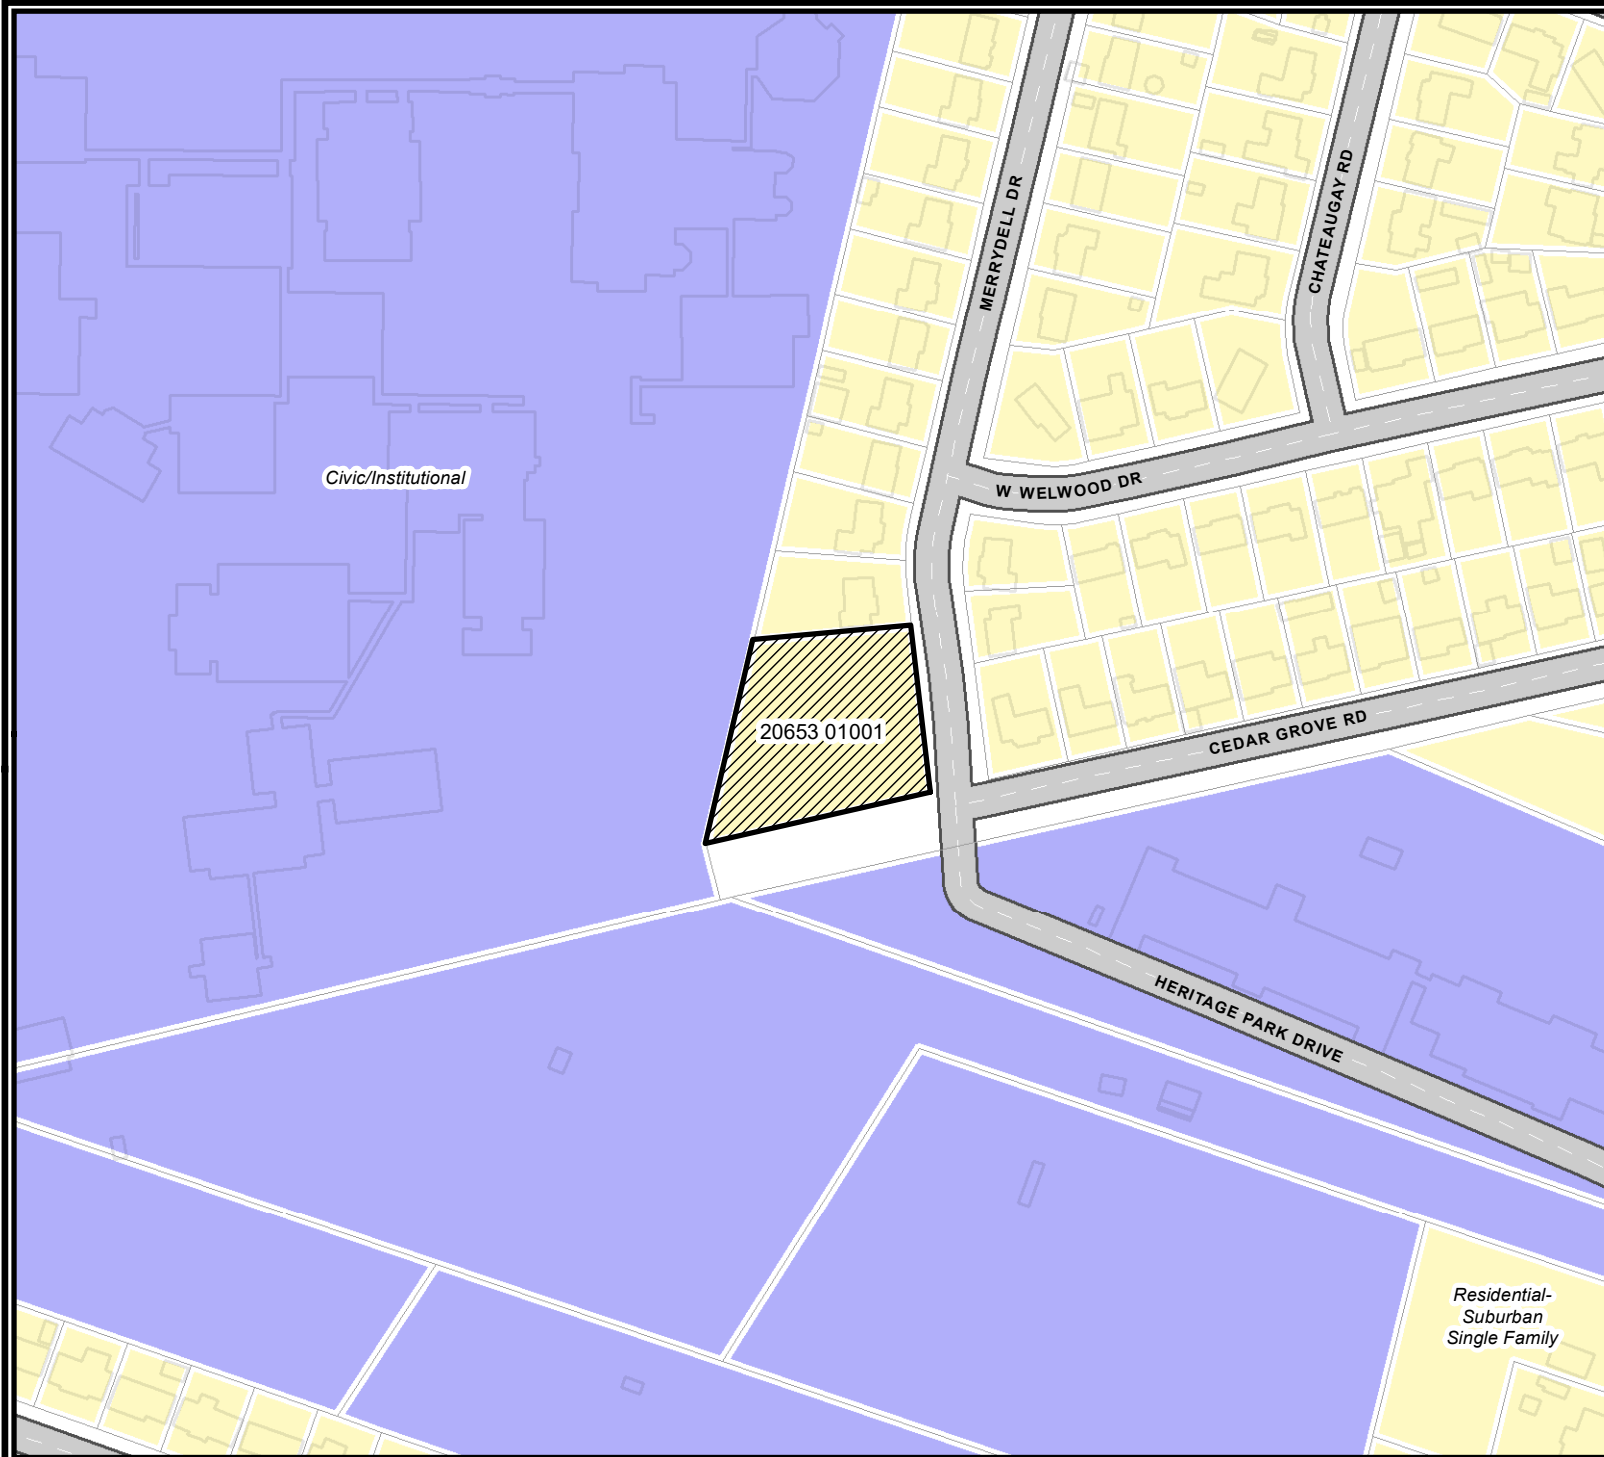 MERRYDELL DR
CHATEAUGAY RD
Civic/Institutional
W WELWOOD DR
20653 01001
CEDAR GROVE RD
HERITAGE PARK DRIVE
Residential-
Suburban
Single Family